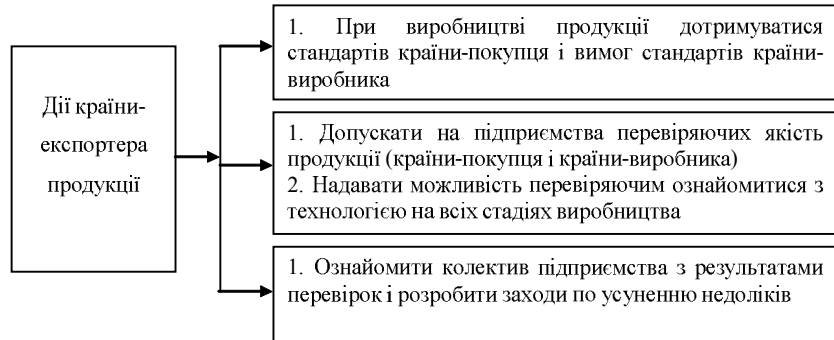 Дії країни-
експортера
продукції
1. При виробництві продукції дотримуватися
стандартів країни-покупця і вимог стандартів країни-
виробника
1. Допускати на підприємства перевіряючих якість
продукції (країни-покупця і країни-виробника)
2. Надавати можливість перевіряючим ознайомитися з
технологією на всіх стадіях виробництва
1. Ознайомити колектив підприємства з результатами
перевірок і розробити заходи по усуненню недоліків